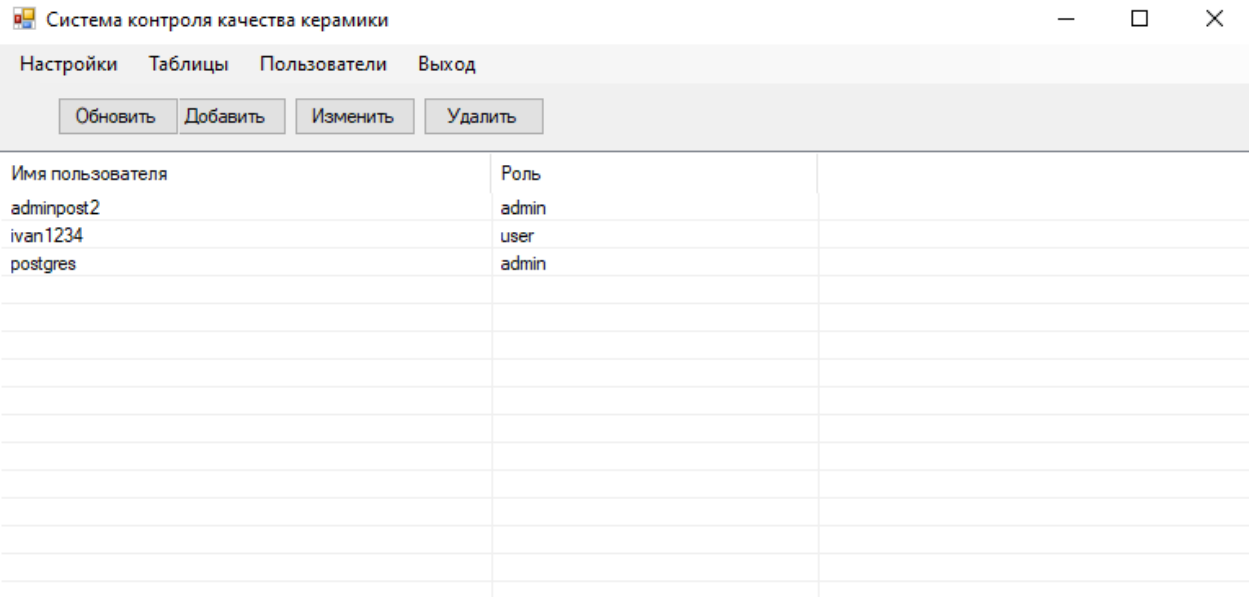 Система контроля качества керамики
Настройки Таблицы Пользователи Выход
Обновить Добавить Изменить Удалить
Имя пользователя Роль
adminpost2 admin
ivan1234 user
postgres admin